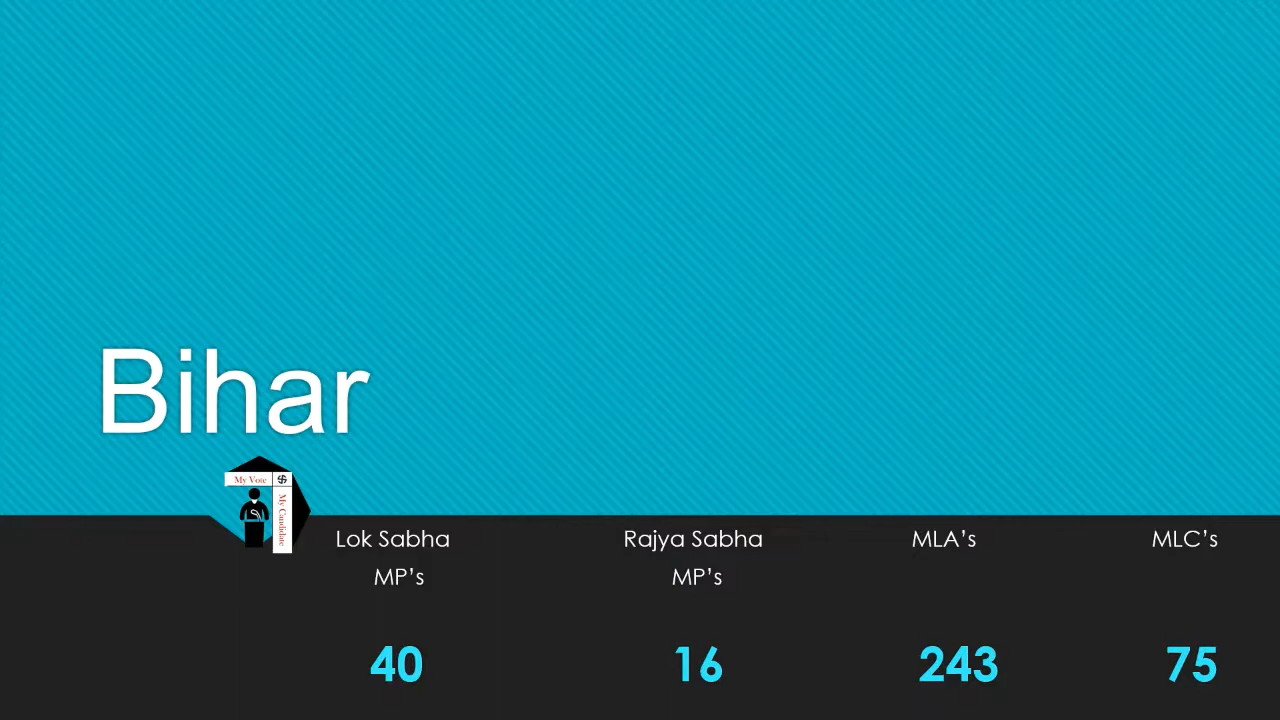 Bihar
My Vote
My Candidate
Lok Sabha Rajya Sabha MLA's MLC's
MP's MP's
40 16 243 75